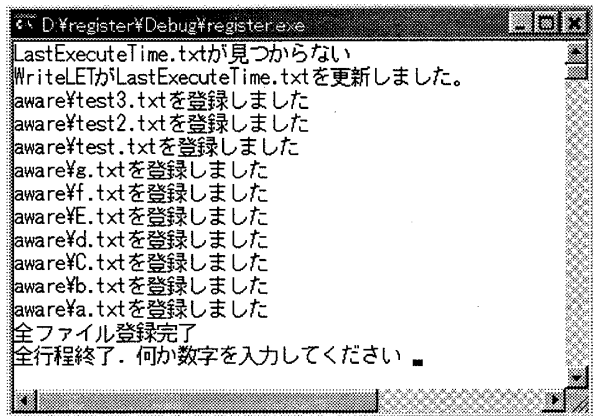 D:¥register¥Debug¥register.exe
LastExecuteTime.txtが見つからない
WriteLETがLastExecuteTime.txtを更新しました。
aware¥test3.txtを登録しました
aware¥test2.txtを登録しました
aware¥test.txtを登録しました
aware¥g.txtを登録しました
aware¥f.txtを登録しました
aware¥E.txtを登録しました
aware¥d.txtを登録しました
aware¥C.txtを登録しました
aware¥b.txtを登録しました
aware¥a.txtを登録しました
全ファイル登録完了
全行程終了．何か数字を入力してください